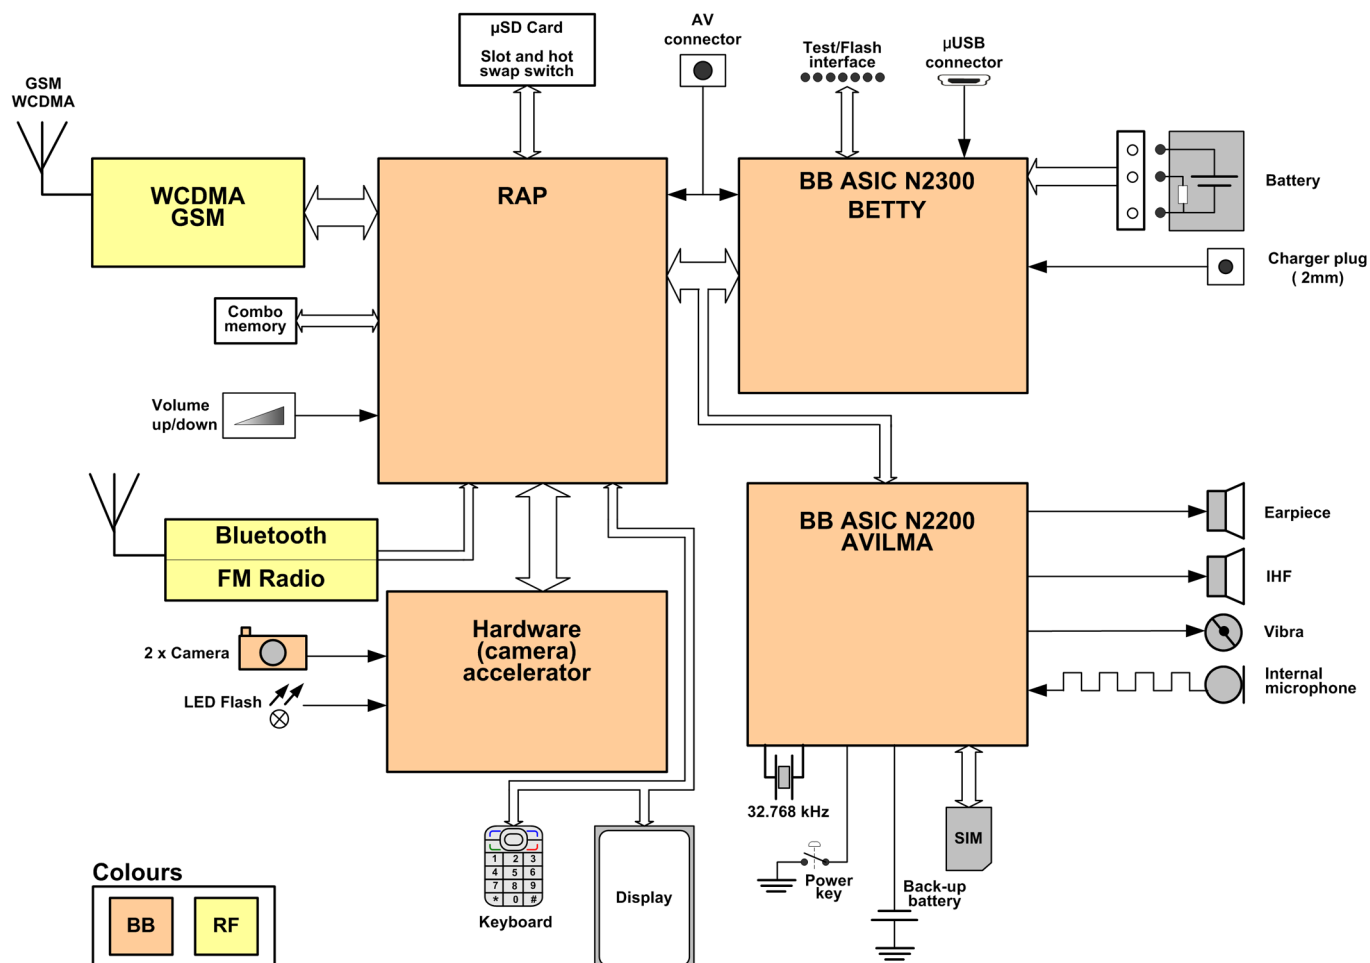 µSD Card
Slot and hot
swap switch
AV
connector
Test/Flash
interface
µUSB
connector
GSM
WCDMA
WCDMA
GSM
RAP
BB ASIC N2300
BETTY
Battery
Charger plug
( 2mm)
Combo
memory
Volume
up/down
Bluetooth
FM Radio
BB ASIC N2200
AVILMA
Earpiece
IHF
Vibra
Internal
microphone
Hardware
(camera)
accelerator
2 x Camera
LED Flash
32.768 kHz
SIM
Power
key
Back-up
battery
1 2 3
4 5 6
7 8 9
* 0 #
Keyboard
Display
Colours
BB
RF